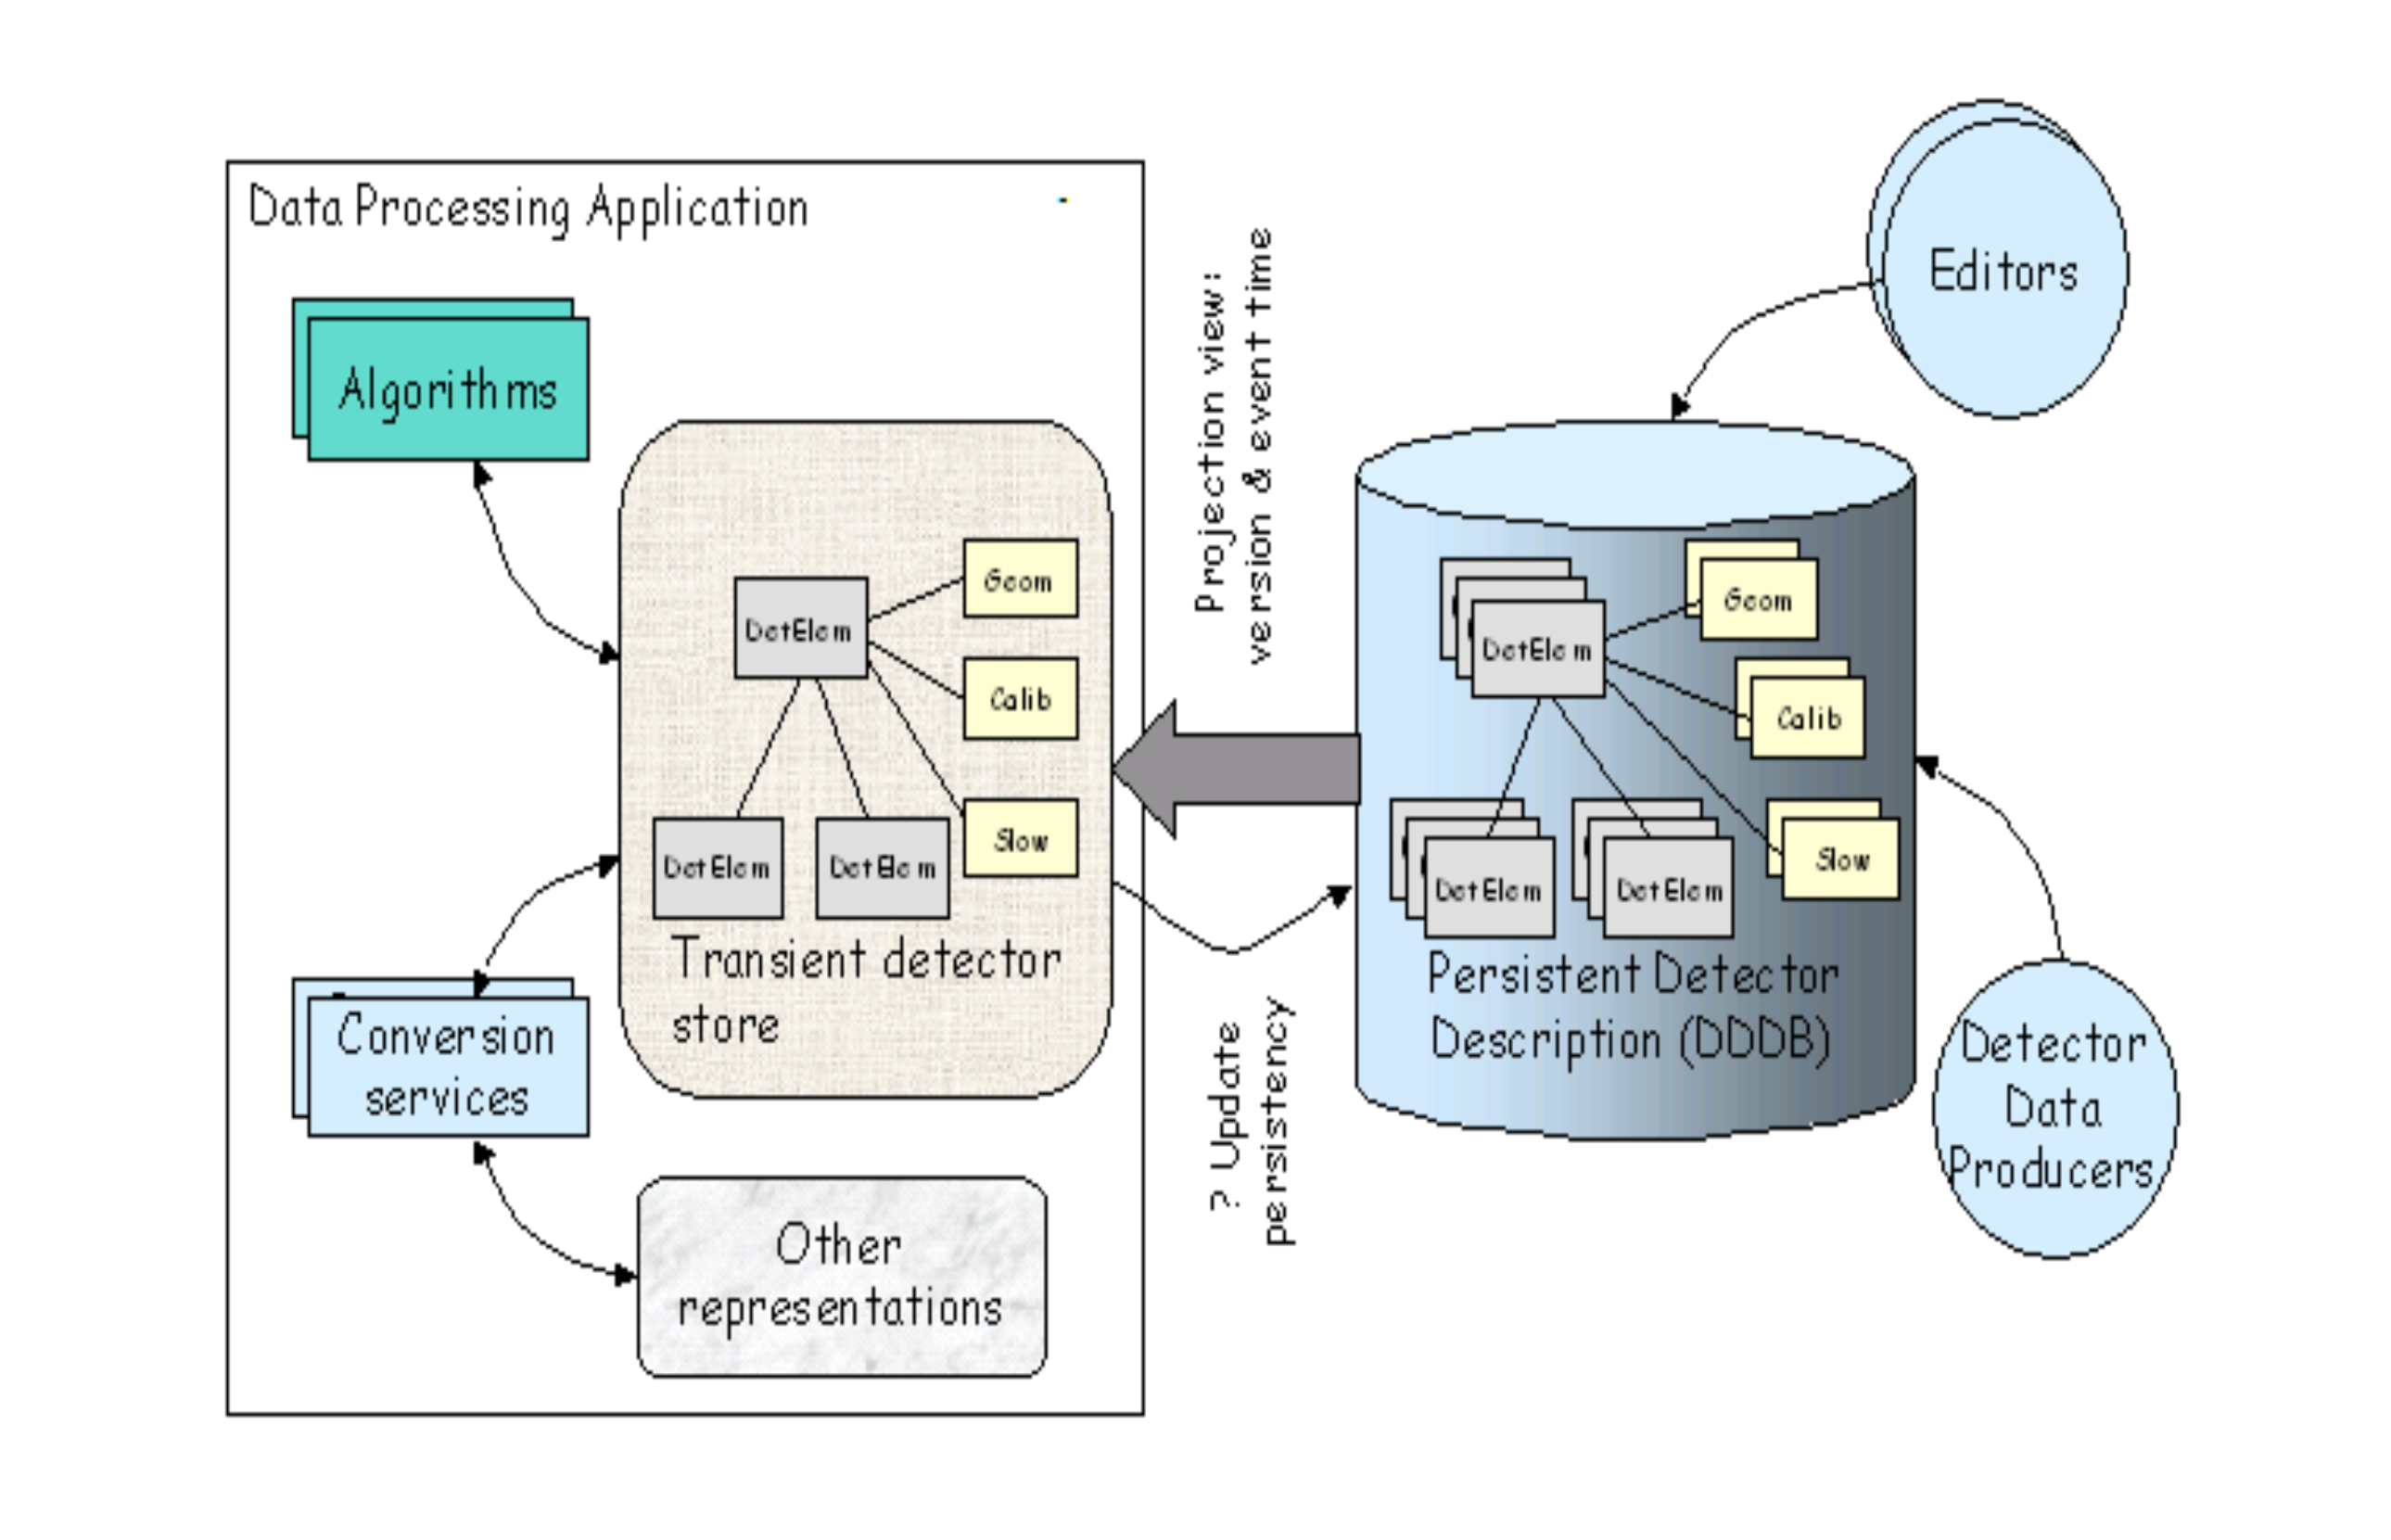 Data Processing Application
Algorithms
DetElem
Geom
Calib
Slow
DetElem
DetElem
Transient detector
store
Conversion
services
Other
representations
Projection view:
version & event time
? Update
persistency
Editors
DetElem
Geom
Calib
Slow
DetElem
DetElem
Persistent Detector
Description (DDDB)
Detector
Data
Producers